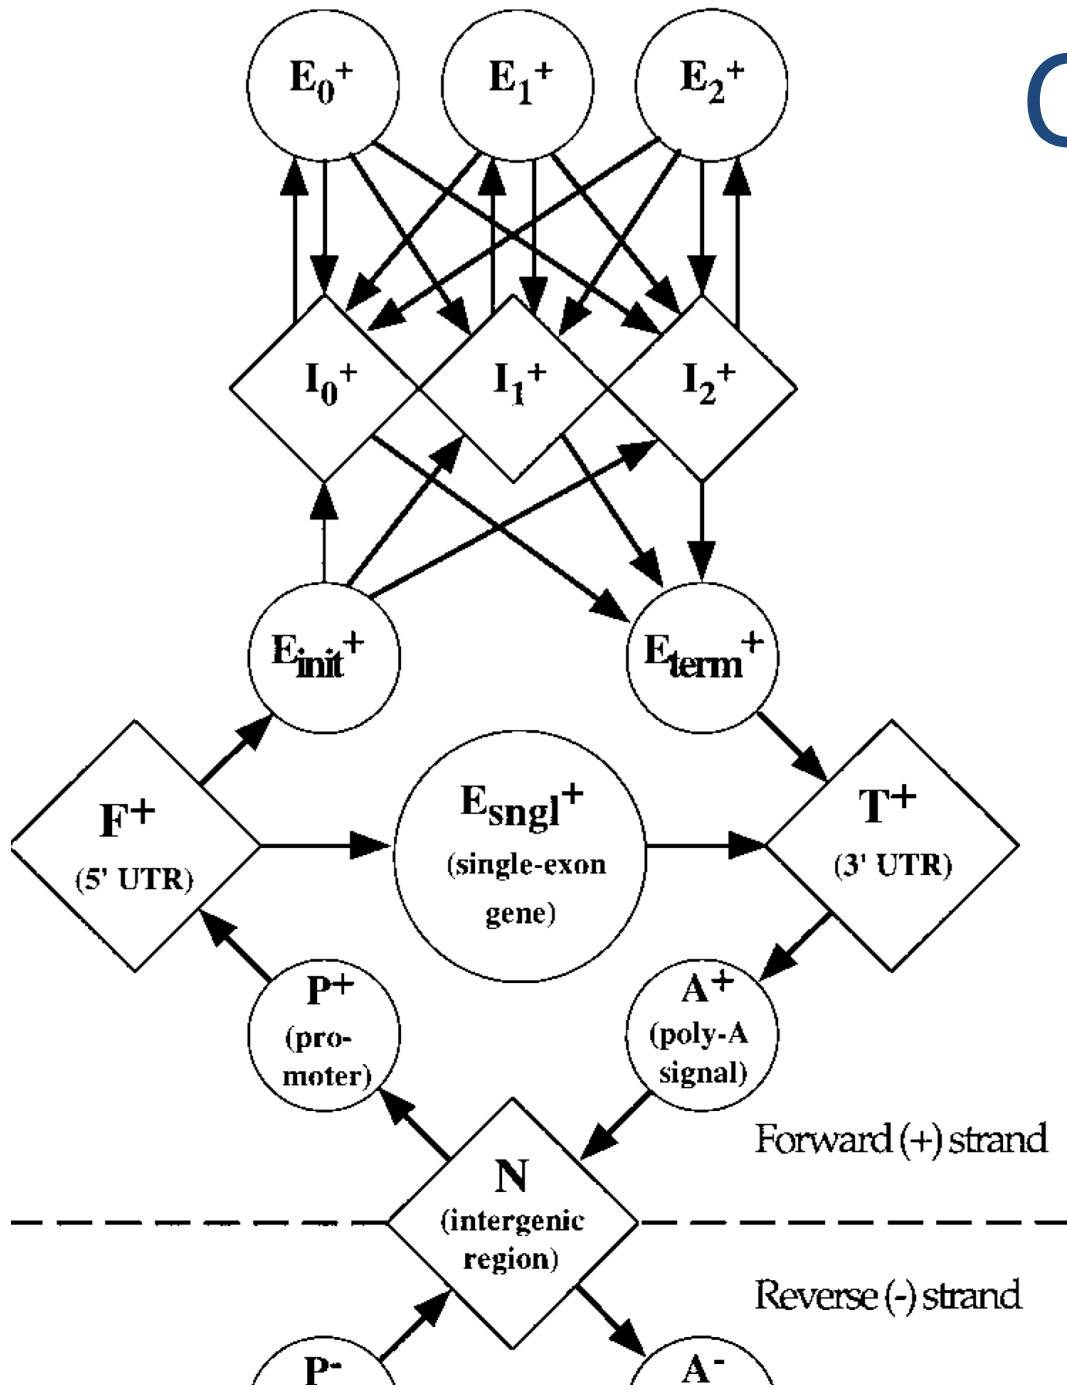 E₀⁺ E₁⁺ E₂⁺
I₀⁺ I₁⁺ I₂⁺
Einit⁺ Eterm⁺
F⁺
(5' UTR)
Esngl⁺
(single-exon
gene)
T⁺
(3' UTR)
P⁺
(pro-
moter)
A⁺
(poly-A
signal)
Forward (+) strand
N
(intergenic
region)
Reverse (-) strand
P⁻ A⁻